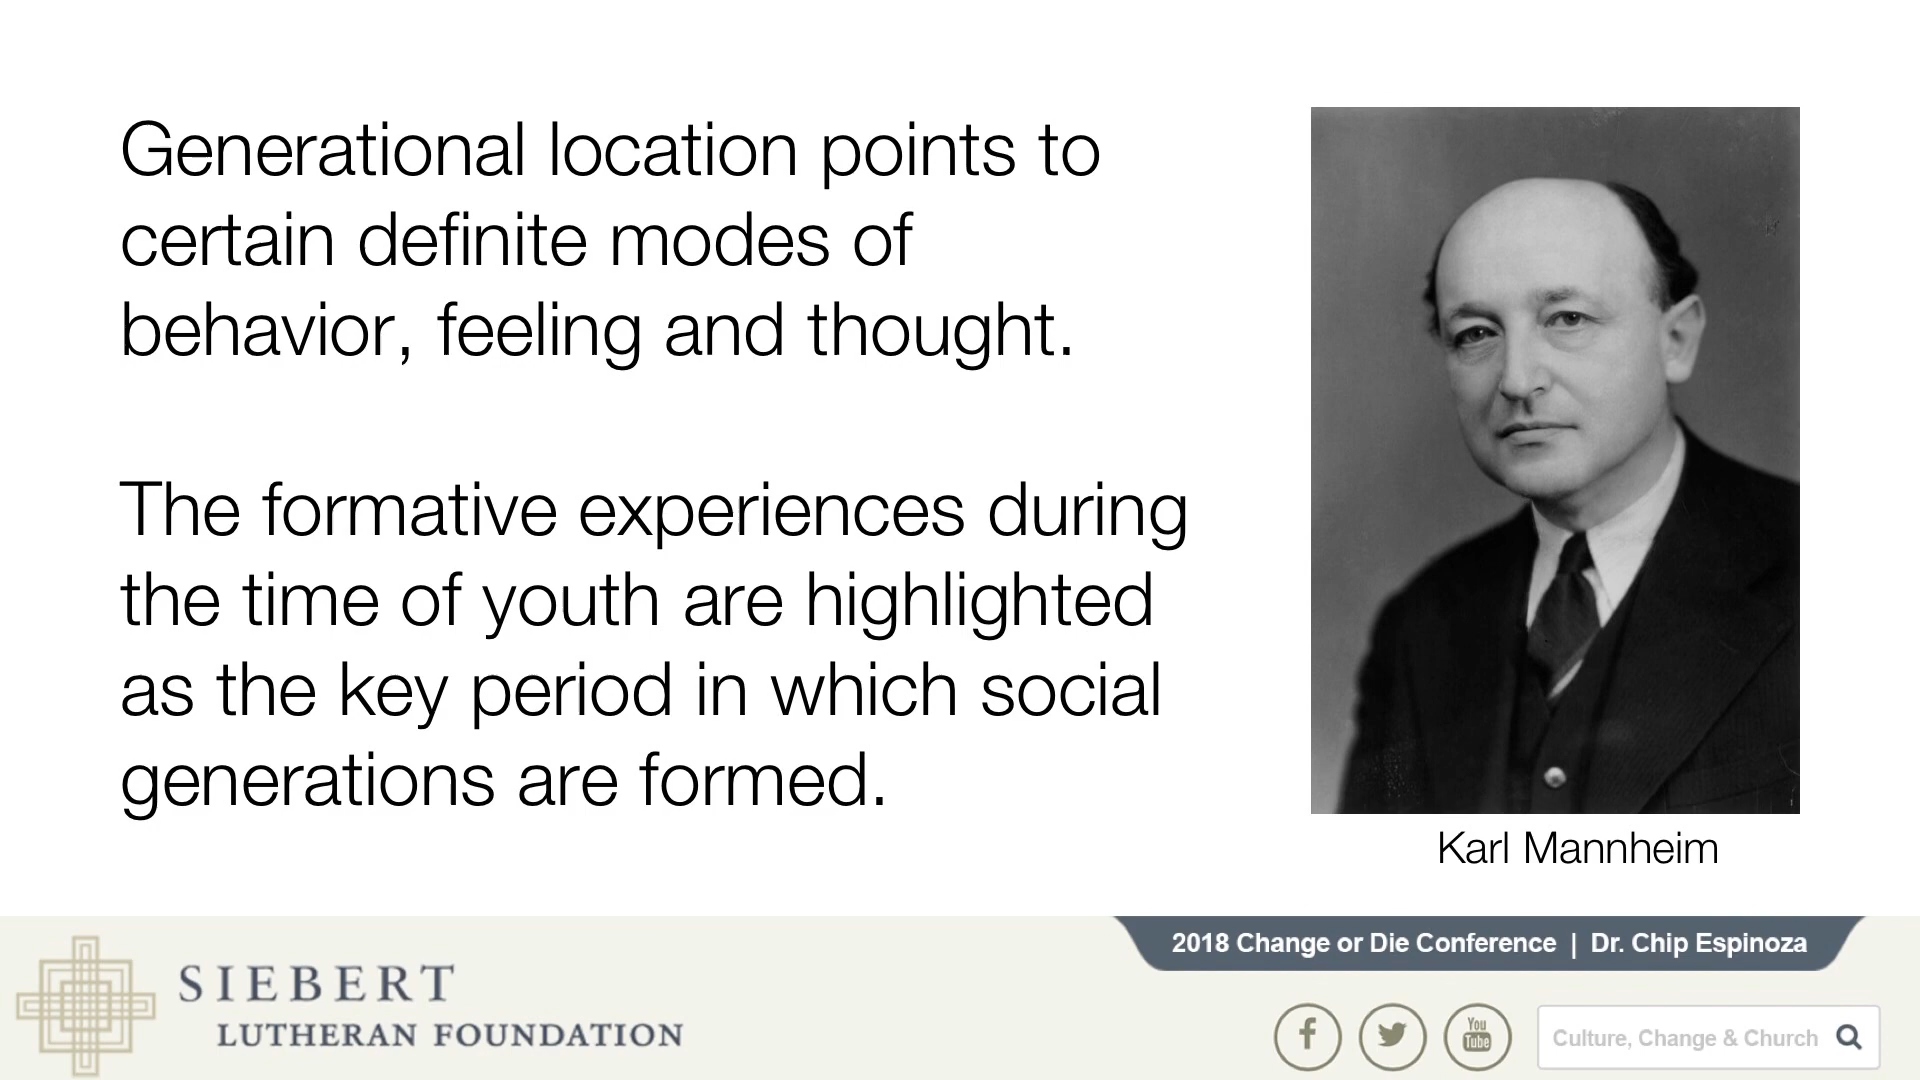 Generational location points to
certain definite modes of
behavior, feeling and thought.
The formative experiences during
the time of youth are highlighted
as the key period in which social
generations are formed.
Karl Mannheim
2018 Change or Die Conference | Dr. Chip Espinoza
SIEBERT
LUTHERAN FOUNDATION
f
You
Tube
Culture, Change & Church